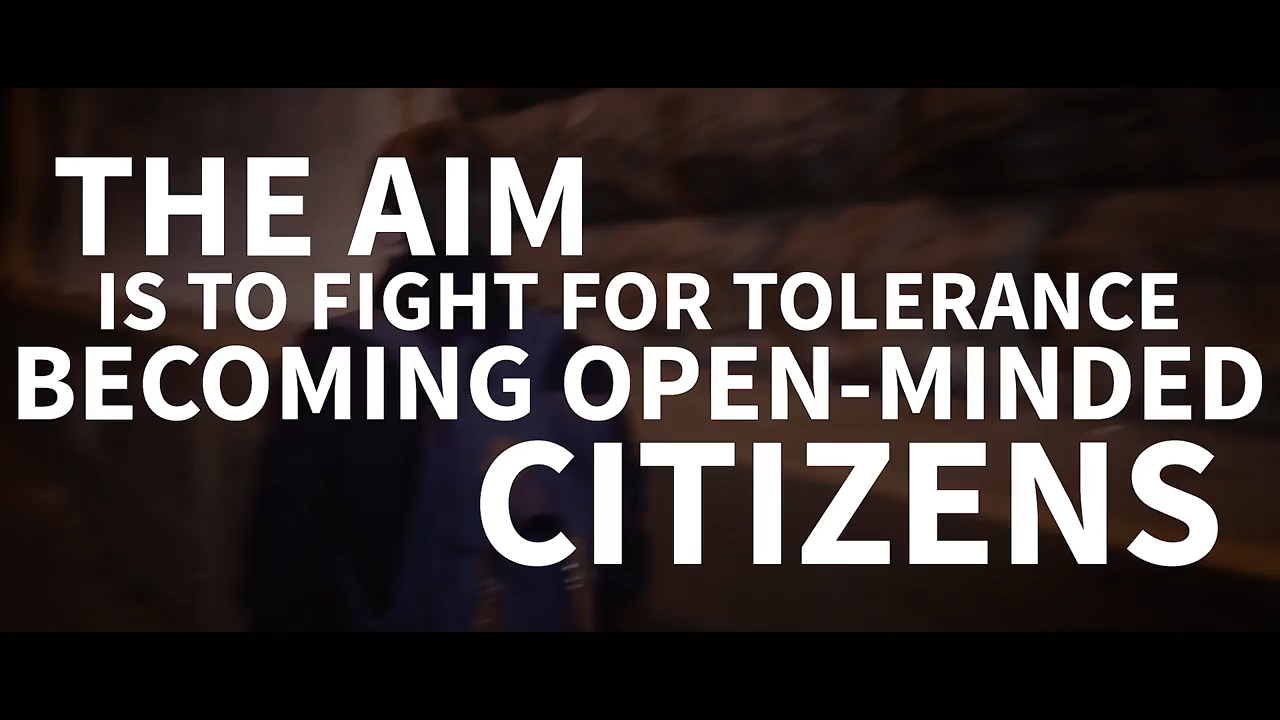 THE AIM
IS TO FIGHT FOR TOLERANCE
BECOMING OPEN-MINDED
CITIZENS